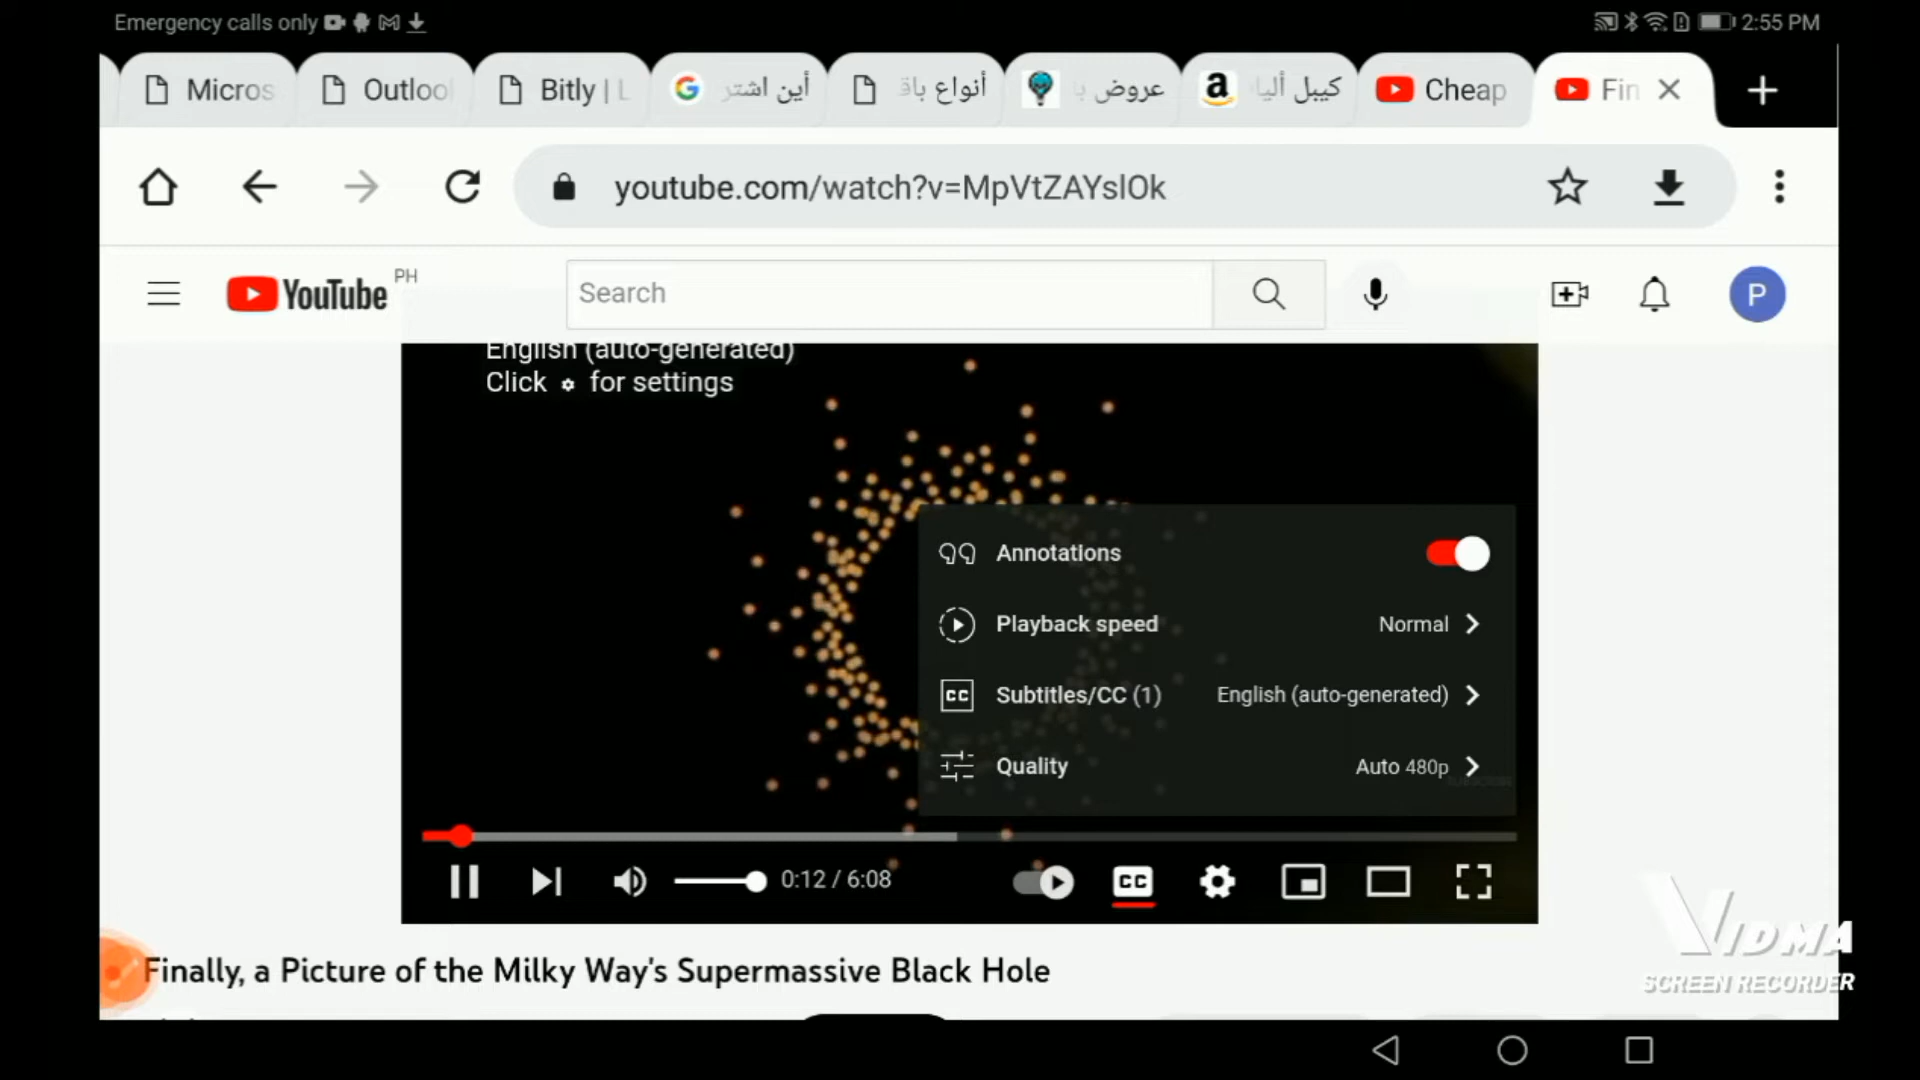 Emergency calls only
2:55 PM
Micros
Outloo
Bitly | L
أين اشتر
أنواع باق
عروض ب
كيبل أليا
Cheap
Fin
youtube.com/watch?v=MpVtZAYslOk
YouTube PH
Search
P
English (auto-generated)
Click for settings
Annotations
Playback speed Normal
Subtitles/CC (1) English (auto-generated)
Quality Auto 480p
SUBSCRIBE
0:12 / 6:08
CC
Finally, a Picture of the Milky Way's Supermassive Black Hole
VIDMA
SCREEN RECORDER